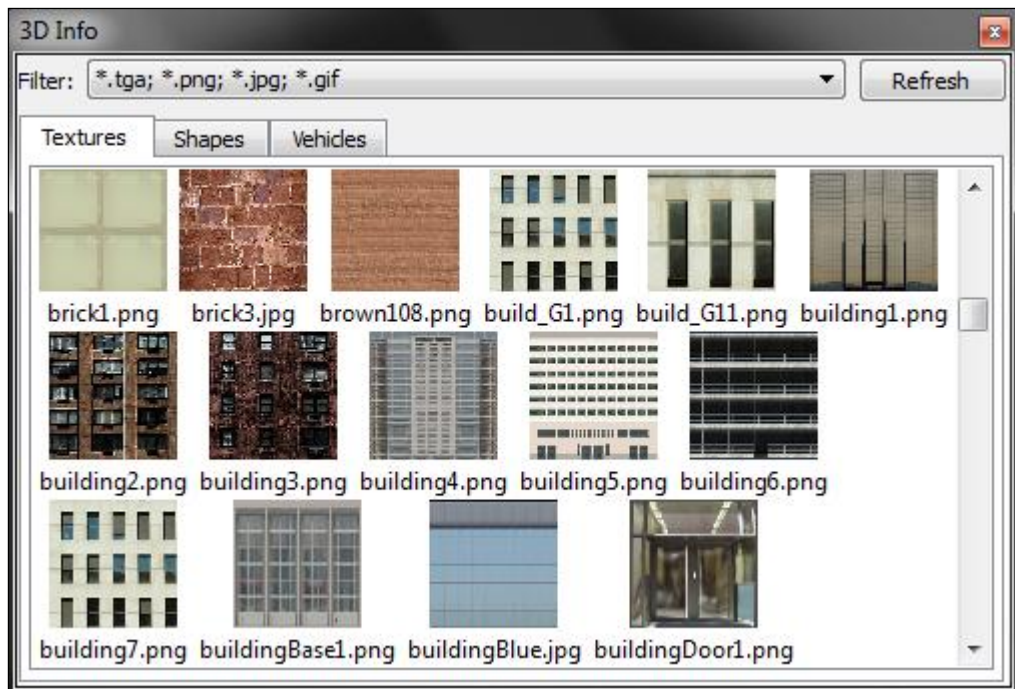 3D Info
Filter: *.tga; *.png; *.jpg; *.gif Refresh
Textures Shapes Vehicles
brick1.png brick3.jpg brown108.png build_G1.png build_G11.png building1.png
building2.png building3.png building4.png building5.png building6.png
building7.png buildingBase1.png buildingBlue.jpg buildingDoor1.png